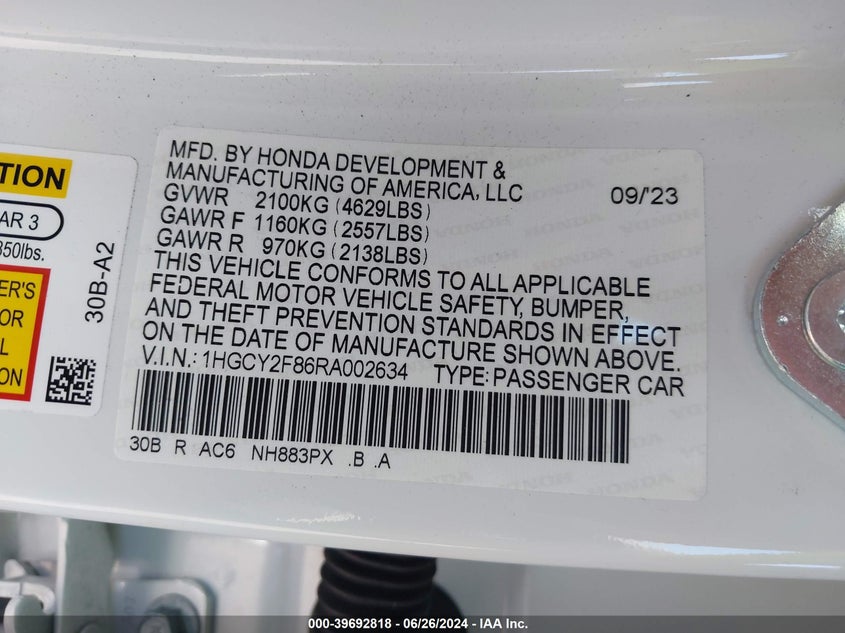 MFD. BY HONDA DEVELOPMENT &
MANUFACTURING OF AMERICA, LLC 09/'23
GVWR 2100KG (4629LBS)
GAWR F 1160KG (2557LBS)
GAWR R 970KG (2138LBS)
THIS VEHICLE CONFORMS TO ALL APPLICABLE
FEDERAL MOTOR VEHICLE SAFETY, BUMPER,
AND THEFT PREVENTION STANDARDS IN EFFECT
ON THE DATE OF MANUFACTURE SHOWN ABOVE.
V.I.N.: 1HGCY2F86RA002634 TYPE: PASSENGER CAR
30B R AC6 NH883PX .B .A
AR 3
850lbs.
30B-A2
000-39692818 - 06/26/2024 - IAA Inc.